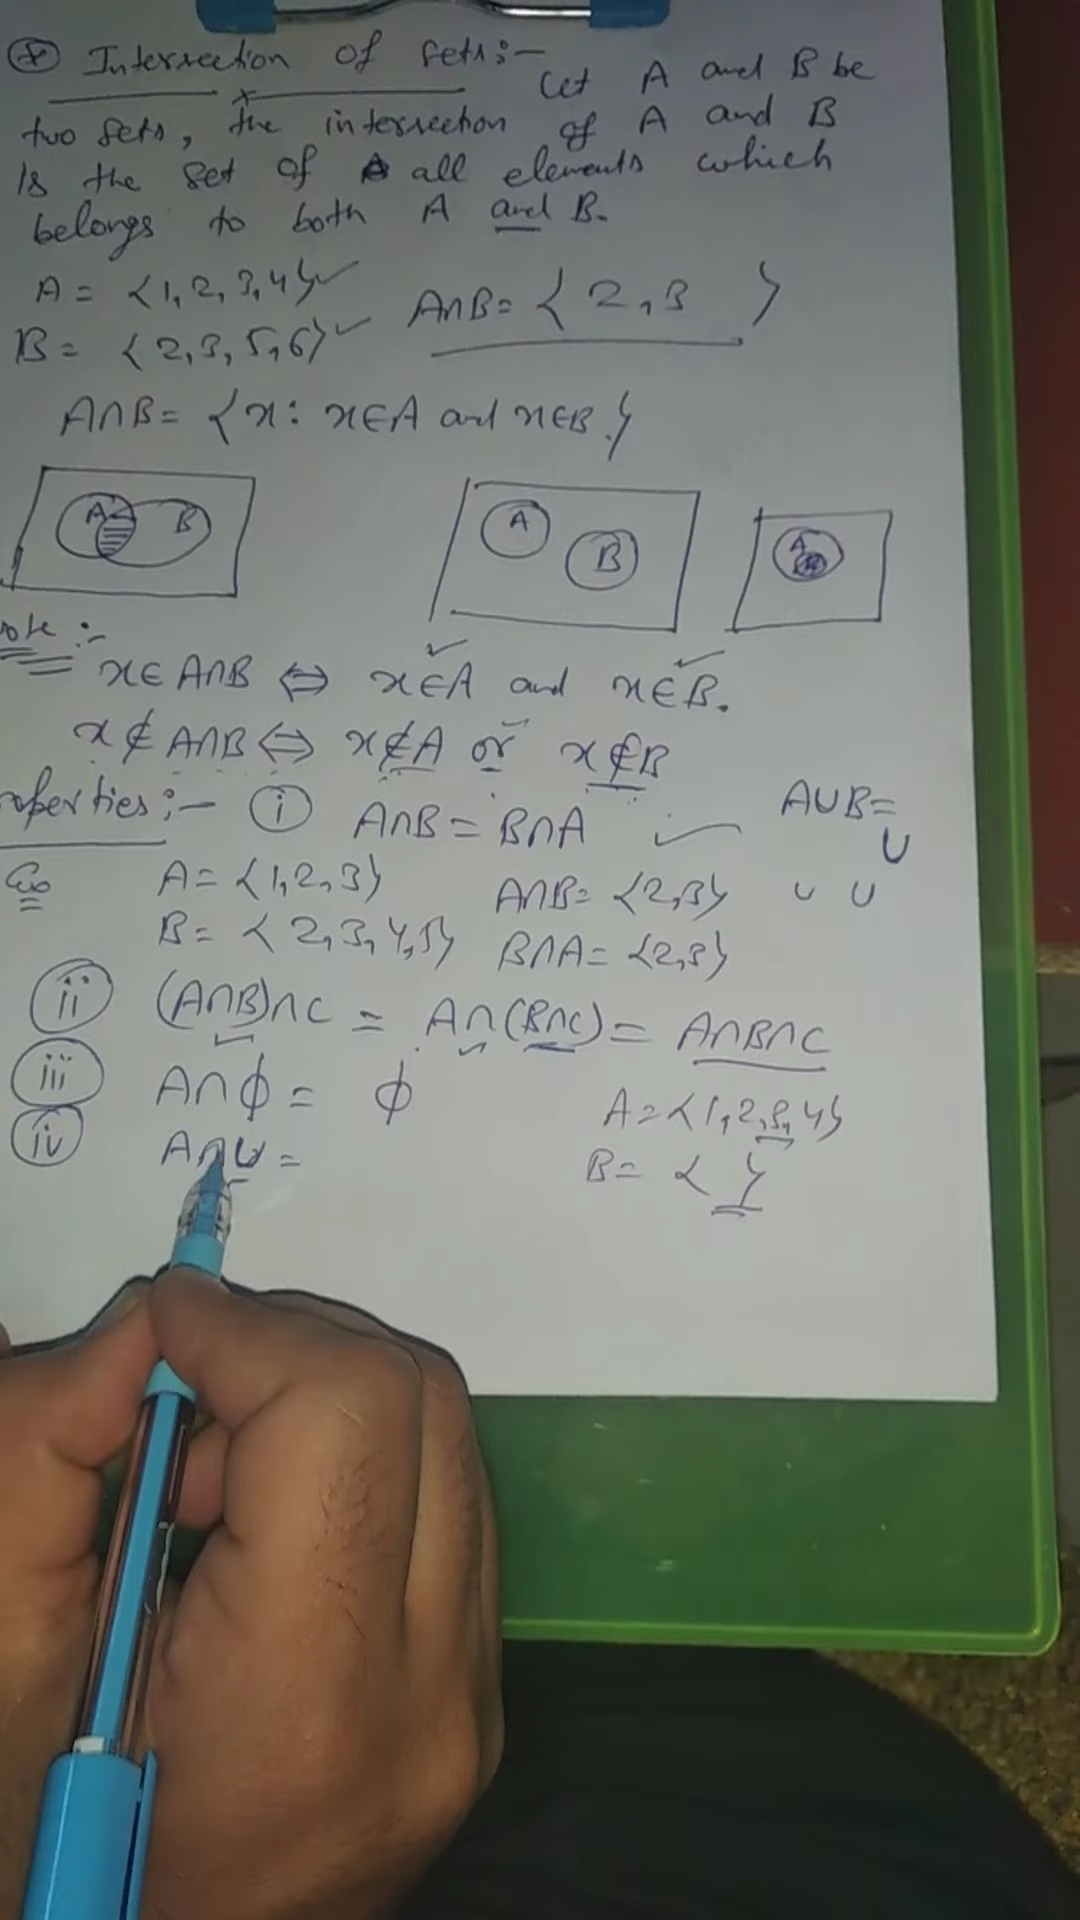 Intersection of sets:-
Let A and B be
two sets, the intersection of A and B
is the set of all elements which
belongs to both A and B.
A = {1,2,3,4} ✓
A∩B = { 2,3 }
B = {2,3,5,6} ✓
A∩B = {x: x∈A and x∈B.}
A B
A
B
A
Note :-
x∈A∩B ⇔ x∈A and x∈B.
x∉A∩B ⇔ x∉A or x∉B
Properties :- (i) A∩B = B∩A
A∪B =
∪
A = {1,2,3}
A∩B = {2,3}
∪ ∪
B = {2,3,4,5}
B∩A = {2,3}
(ii) (A∩B)∩C = A∩(B∩C) = A∩B∩C
(iii) A∩ϕ = ϕ
A = {1,2,3,4}
(iv) A∩U =
B = { }